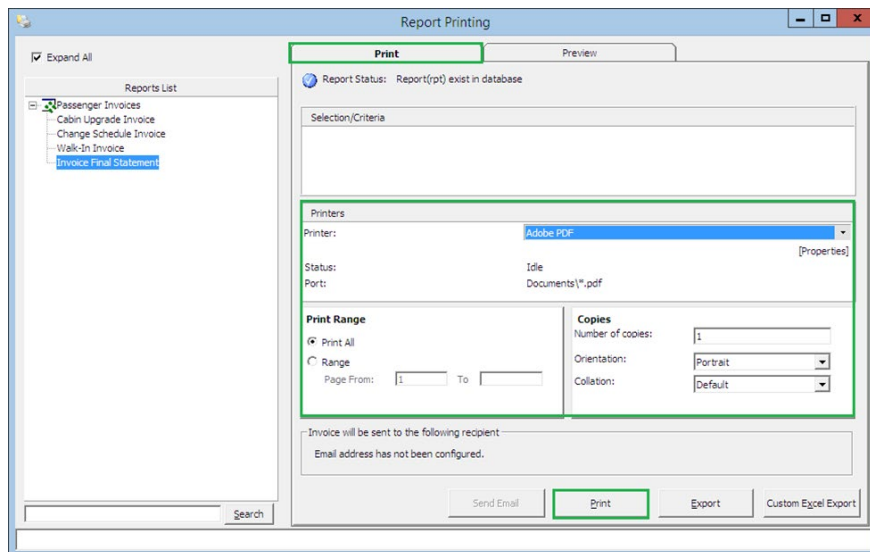 Report Printing
Expand All
Print
Preview
Reports List
Passenger Invoices
Cabin Upgrade Invoice
Change Schedule Invoice
Walk-In Invoice
Invoice Final Statement
Report Status: Report(rpt) exist in database
Selection/Criteria
Printers
Printer: Adobe PDF
[Properties]
Status: Idle
Port: Documents\*.pdf
Print Range
Print All
Range
Page From: 1 To
Copies
Number of copies: 1
Orientation: Portrait
Collation: Default
Invoice will be sent to the following recipient
Email address has not been configured.
Search
Send Email
Print
Export
Custom Excel Export